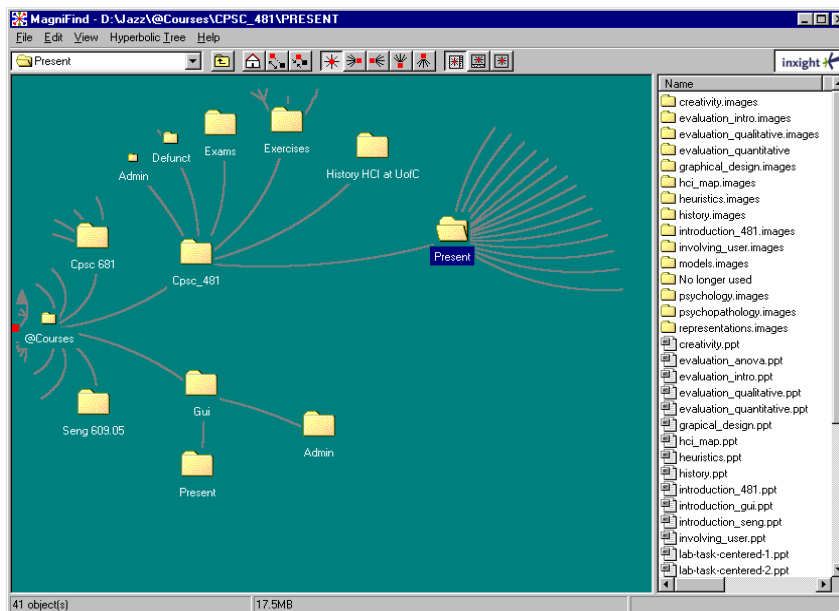 MagniFind - D:\Jazz\@Courses\CPSC_481\PRESENT
File Edit View Hyperbolic Tree Help
Present
inxight
Exams
Exercises
Defunct
Admin
History HCI at UofC
Cpsc 681
Cpsc_481
Present
@Courses
Gui
Seng 609.05
Admin
Present
Name
creativity.images
evaluation_intro.images
evaluation_qualitative.images
evaluation_quantitative
graphical_design.images
hci_map.images
heuristics.images
history.images
introduction_481.images
involving_user.images
models.images
No longer used
psychology.images
psychopathology.images
representations.images
creativity.ppt
evaluation_anova.ppt
evaluation_intro.ppt
evaluation_qualitative.ppt
evaluation_quantitative.ppt
grapical_design.ppt
hci_map.ppt
heuristics.ppt
history.ppt
introduction_481.ppt
introduction_gui.ppt
introduction_seng.ppt
involving_user.ppt
lab-task-centered-1.ppt
lab-task-centered-2.ppt
41 object(s)
17.5MB